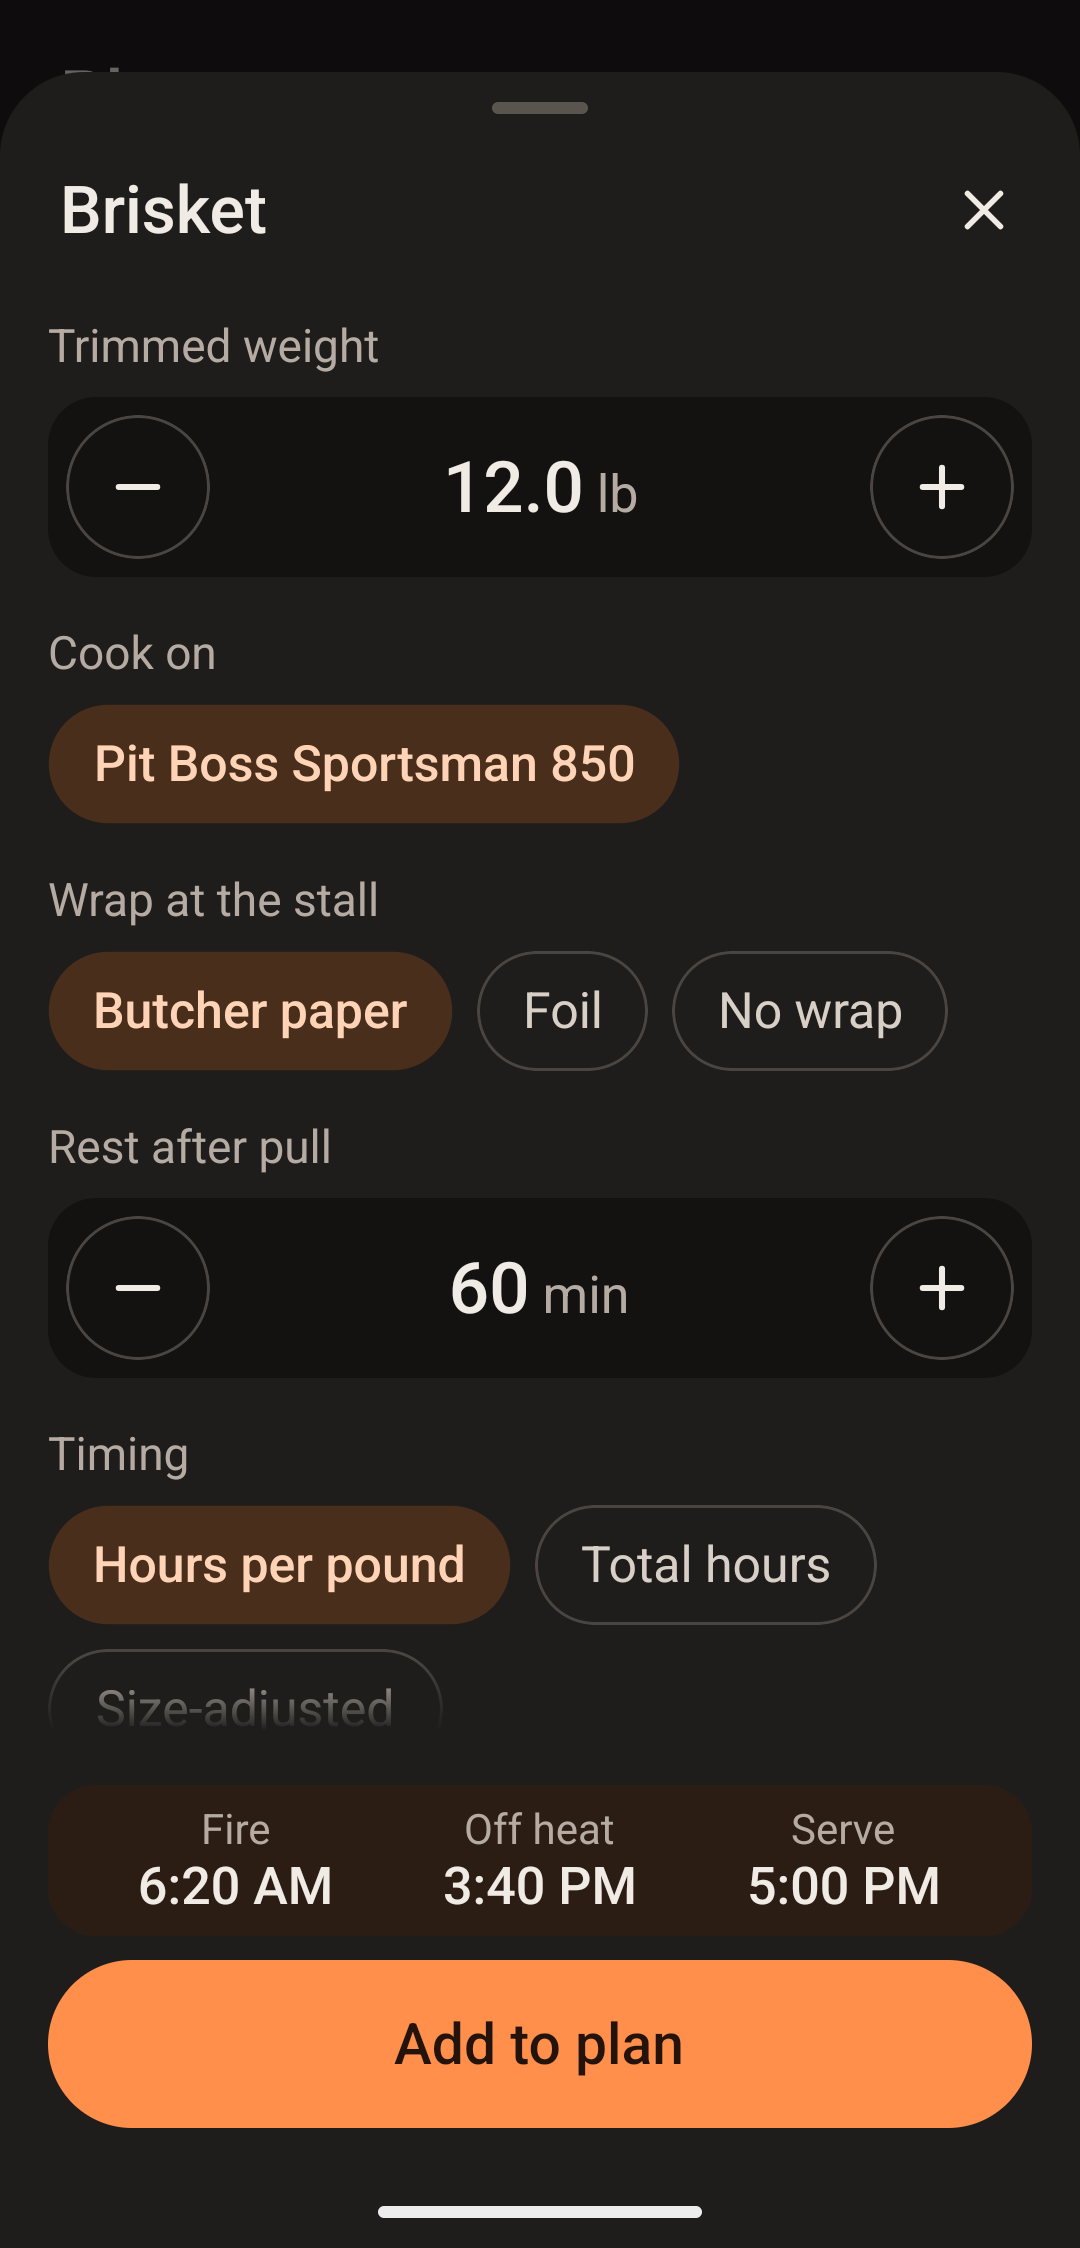 Brisket
Trimmed weight
12.0 lb
Cook on
Pit Boss Sportsman 850
Wrap at the stall
Butcher paper
Foil
No wrap
Rest after pull
60 min
Timing
Hours per pound
Total hours
Size-adjusted
Fire
Off heat
Serve
6:20 AM
3:40 PM
5:00 PM
Add to plan